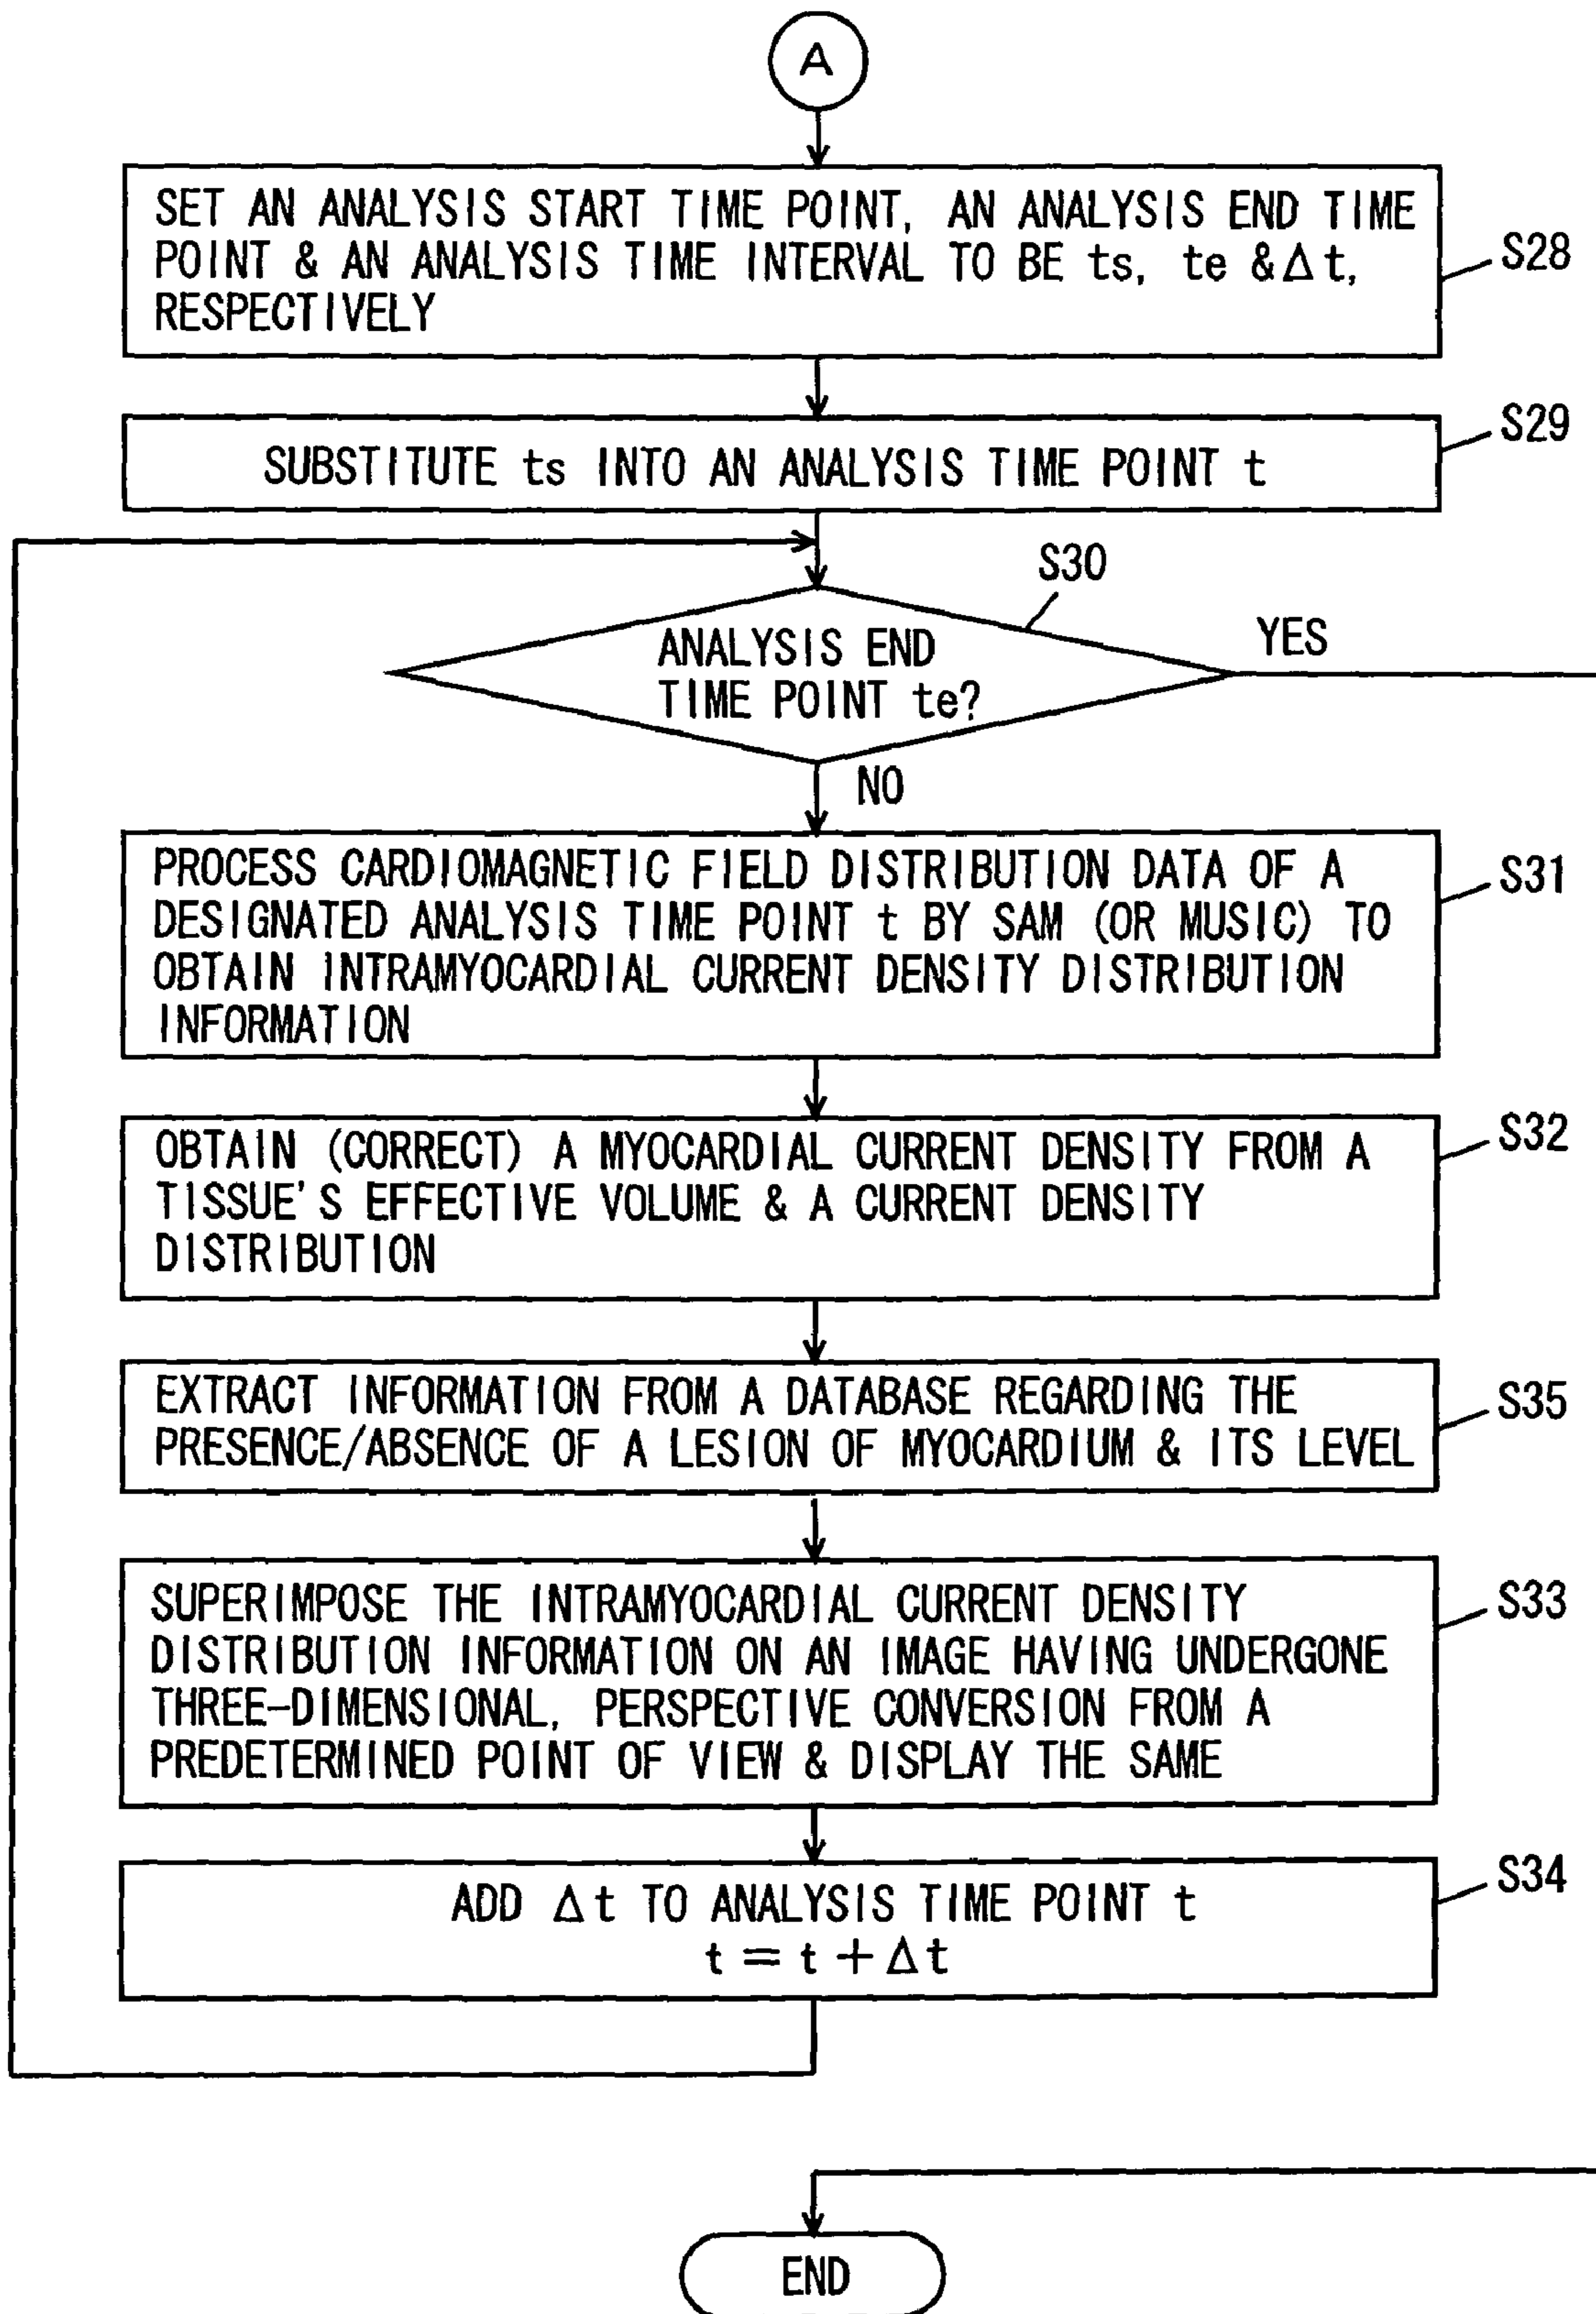 A
SET AN ANALYSIS START TIME POINT, AN ANALYSIS END TIME
POINT & AN ANALYSIS TIME INTERVAL TO BE ts, te & Δt,
RESPECTIVELY
S28
SUBSTITUTE ts INTO AN ANALYSIS TIME POINT t
S29
S30
ANALYSIS END
TIME POINT te?
YES
NO
PROCESS CARDIOMAGNETIC FIELD DISTRIBUTION DATA OF A
DESIGNATED ANALYSIS TIME POINT t BY SAM (OR MUSIC) TO
OBTAIN INTRAMYOCARDIAL CURRENT DENSITY DISTRIBUTION
INFORMATION
S31
OBTAIN (CORRECT) A MYOCARDIAL CURRENT DENSITY FROM A
TISSUE'S EFFECTIVE VOLUME & A CURRENT DENSITY
DISTRIBUTION
S32
EXTRACT INFORMATION FROM A DATABASE REGARDING THE
PRESENCE/ABSENCE OF A LESION OF MYOCARDIUM & ITS LEVEL
S35
SUPERIMPOSE THE INTRAMYOCARDIAL CURRENT DENSITY
DISTRIBUTION INFORMATION ON AN IMAGE HAVING UNDERGONE
THREE-DIMENSIONAL, PERSPECTIVE CONVERSION FROM A
PREDETERMINED POINT OF VIEW & DISPLAY THE SAME
S33
ADD Δt TO ANALYSIS TIME POINT t
t = t + Δt
S34
END